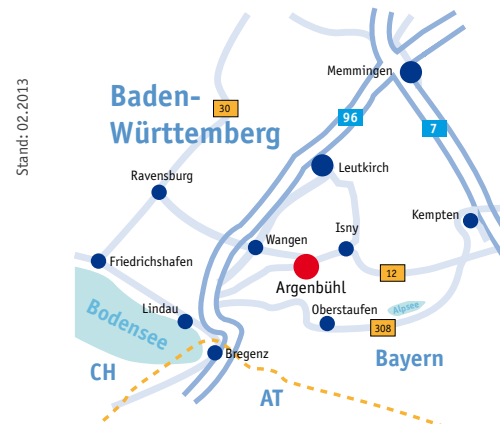 Stand: 02.2013
Memmingen
Baden-
Württemberg
30
96
7
Leutkirch
Ravensburg
Kempten
Isny
Wangen
Friedrichshafen
12
Argenbühl
Bodensee
Lindau
Oberstaufen
Alpsee
308
Bregenz
Bayern
CH
AT